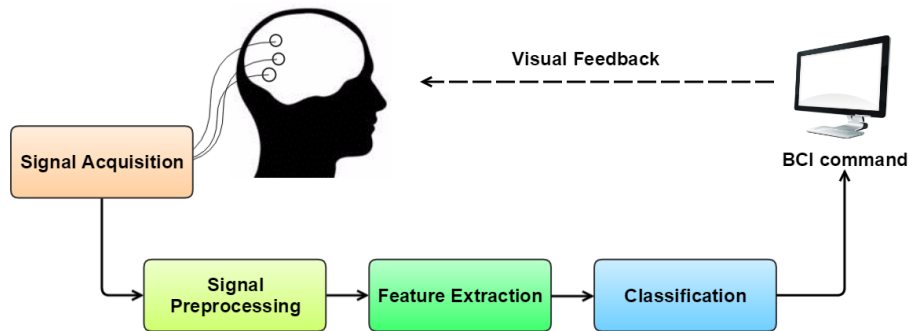 Visual Feedback
Signal Acquisition
BCI command
Signal
Preprocessing
Feature Extraction
Classification